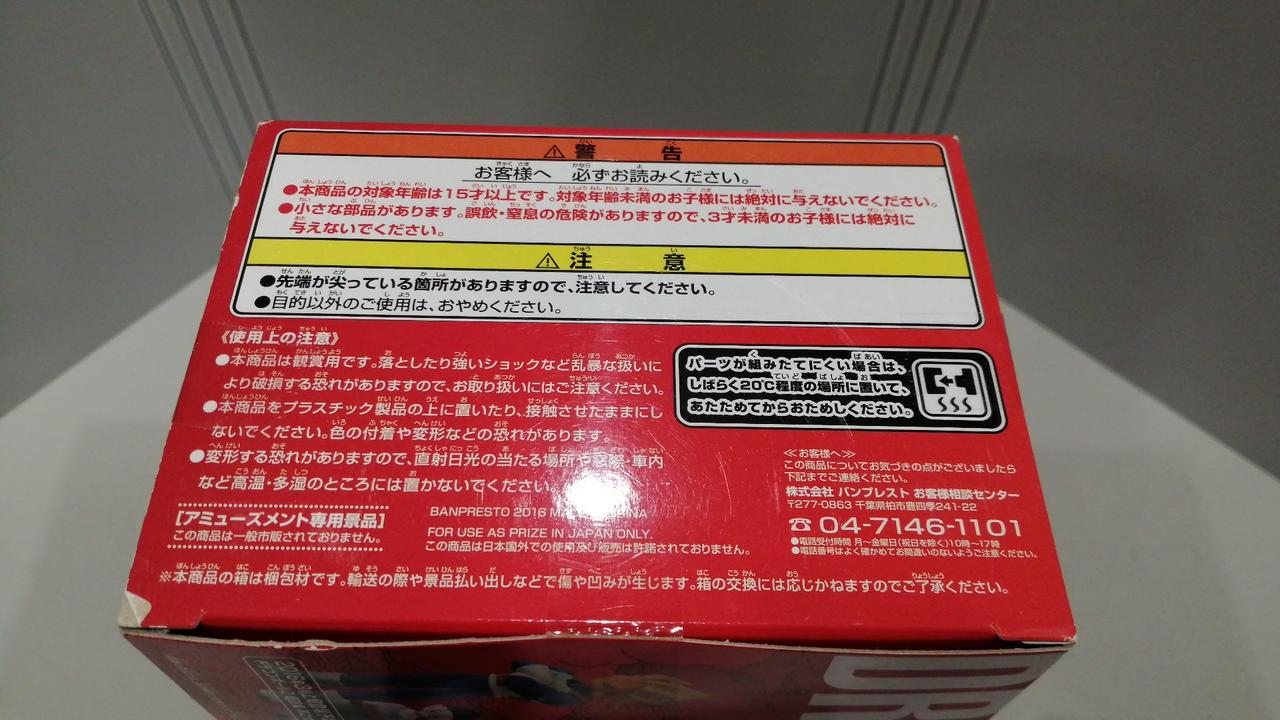 ⚠警告
お客様へ 必ずお読みください。
●本商品の対象年齢は15才以上です。対象年齢未満のお子様には絶対に与えないでください。
●小さな部品があります。誤飲・窒息の危険がありますので、3才未満のお子様には絶対に
与えないでください。
⚠注意
●先端が尖っている箇所がありますので、注意してください。
●目的以外のご使用は、おやめください。
《使用上の注意》
●本商品は観賞用です。落としたり強いショックなど乱暴な扱いに
より破損する恐れがありますので、お取り扱いにはご注意ください。
●本商品をプラスチック製品の上に置いたり、接触させたままにし
ないでください。色の付着や変形などの恐れがあります。
●変形する恐れがありますので、直射日光の当たる場所や窓際・車内
など高温・多湿のところには置かないでください。
パーツが組みたてにくい場合は、
しばらく20℃程度の場所に置いて、
あたためてからおためしください。
≪お客様へ≫
この商品についてお気づきの点がございましたら
下記までご連絡ください。
株式会社 バンプレスト お客様相談センター
〒277-0863 千葉県柏市豊四季241-22
☎04-7146-1101
●電話受付時間 月~金曜日(祝日を除く)10時~17時
●電話番号はよく確かめてお間違いのないようご注意ください。
[アミューズメント専用景品]
この商品は一般市販されておりません。
BANPRESTO 2016 MADE IN CHINA
FOR USE AS PRIZE IN JAPAN ONLY.
この商品は日本国外での使用及び販売は許諾されておりません。
※本商品の箱は梱包材です。輸送の際や景品払い出しなどで傷や凹みが生じます。箱の交換には応じかねますのでご了承ください。
DR